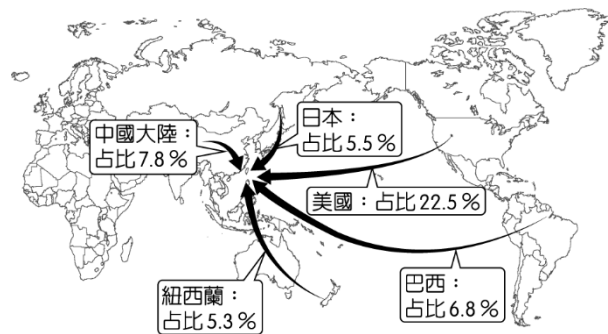 中國大陸：
占比7.8%
日本：
占比5.5%
美國：占比22.5%
紐西蘭：
占比5.3%
巴西：
占比6.8%